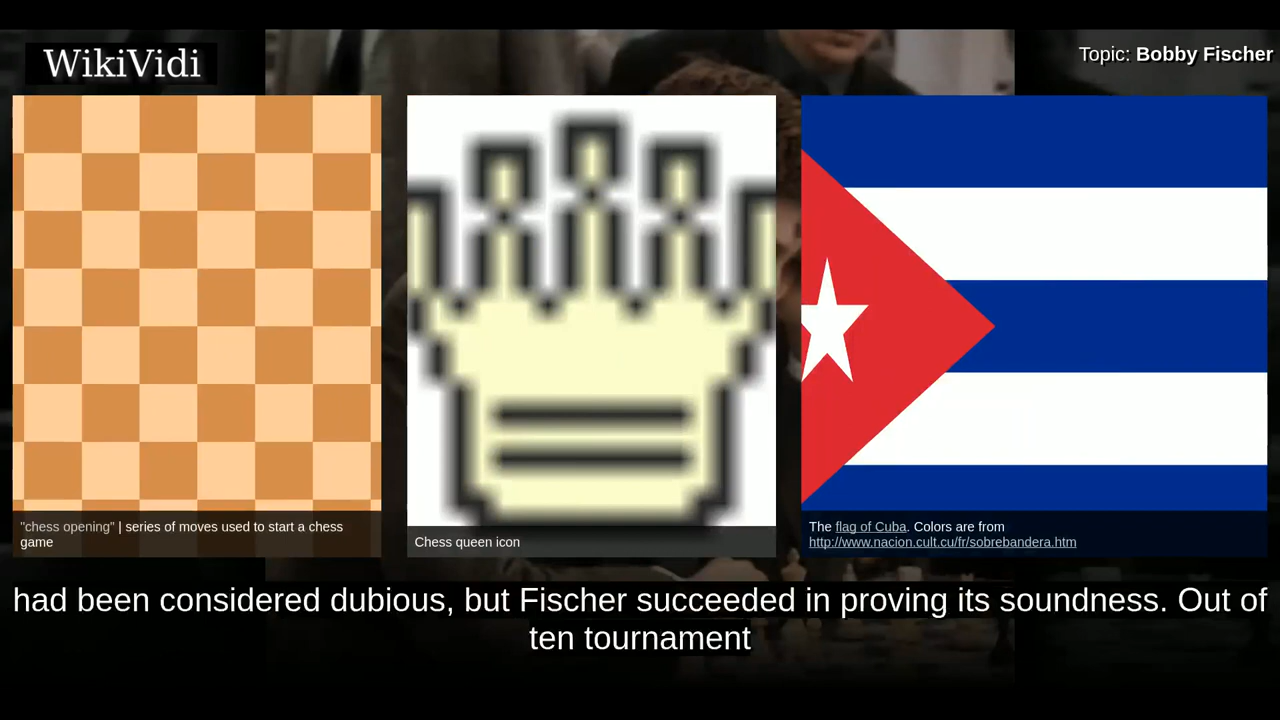 WikiVidi
Topic: Bobby Fischer
"chess opening" | series of moves used to start a chess
game
Chess queen icon
The flag of Cuba. Colors are from
http://www.nacion.cult.cu/fr/sobrebandera.htm
had been considered dubious, but Fischer succeeded in proving its soundness. Out of
ten tournament